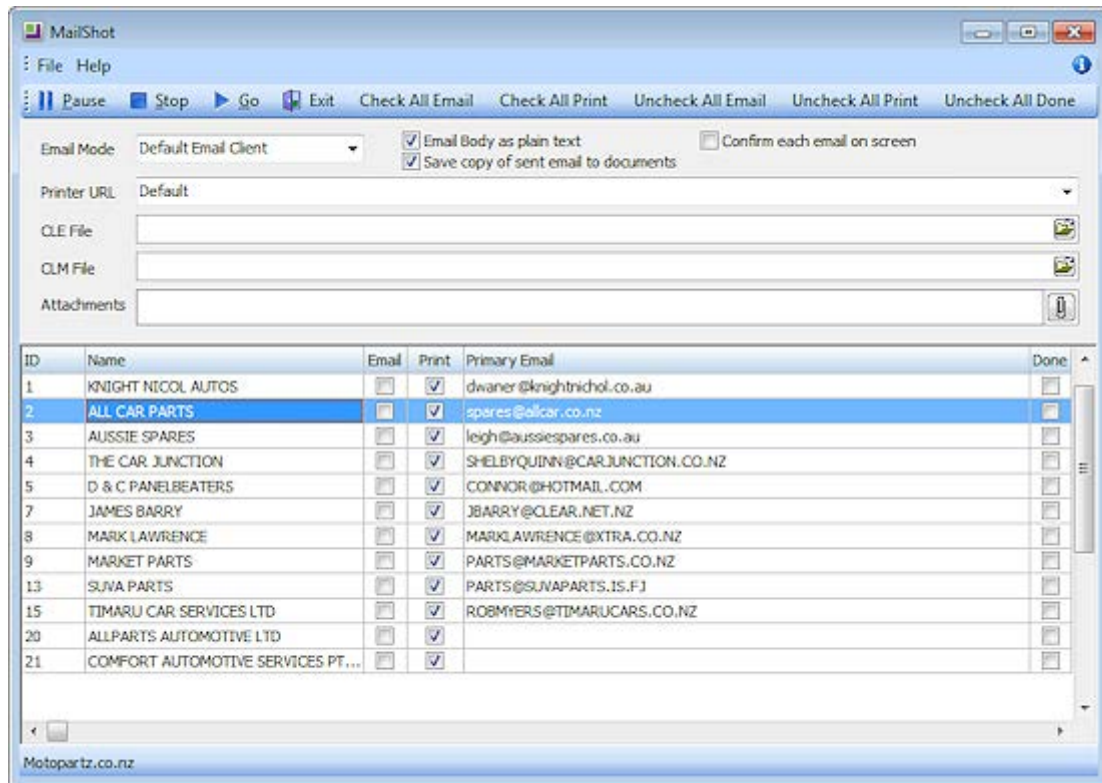 MailShot
File Help
Pause Stop Go Exit Check All Email Check All Print Uncheck All Email Uncheck All Print Uncheck All Done
Email Mode Default Email Client Email Body as plain text Confirm each email on screen
Save copy of sent email to documents
Printer URL Default
CLE File
CLM File
Attachments
ID Name Email Print Primary Email Done
1 KNIGHT NICOL AUTOS dwaner@knightnichol.co.au
2 ALL CAR PARTS spares@allcar.co.nz
3 AUSSIE SPARES leigh@aussiespares.co.au
4 THE CAR JUNCTION SHELBYQUINN@CARJUNCTION.CO.NZ
5 D & C PANELBEATERS CONNOR@HOTMAIL.COM
7 JAMES BARRY JBARRY@CLEAR.NET.NZ
8 MARK LAWRENCE MARKLAWRENCE@XTRA.CO.NZ
9 MARKET PARTS PARTS@MARKETPARTS.CO.NZ
13 SUVA PARTS PARTS@SUVAPARTS.IS.FJ
15 TIMARU CAR SERVICES LTD ROBMYERS@TIMARUCARS.CO.NZ
20 ALLPARTS AUTOMOTIVE LTD
21 COMFORT AUTOMOTIVE SERVICES PT...
Motopartz.co.nz